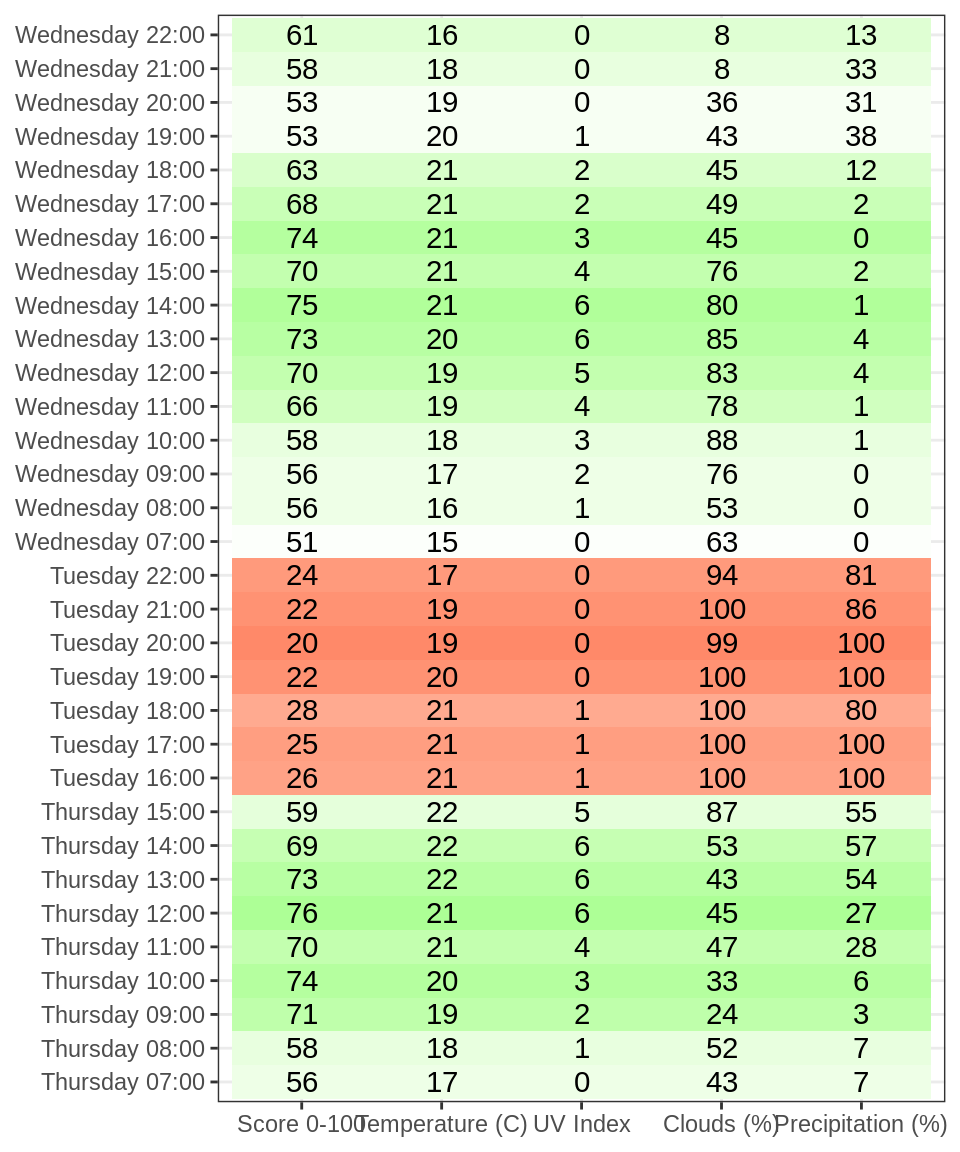 Wednesday 22:00 61 16 0 8 13
Wednesday 21:00 58 18 0 8 33
Wednesday 20:00 53 19 0 36 31
Wednesday 19:00 53 20 1 43 38
Wednesday 18:00 63 21 2 45 12
Wednesday 17:00 68 21 2 49 2
Wednesday 16:00 74 21 3 45 0
Wednesday 15:00 70 21 4 76 2
Wednesday 14:00 75 21 6 80 1
Wednesday 13:00 73 20 6 85 4
Wednesday 12:00 70 19 5 83 4
Wednesday 11:00 66 19 4 78 1
Wednesday 10:00 58 18 3 88 1
Wednesday 09:00 56 17 2 76 0
Wednesday 08:00 56 16 1 53 0
Wednesday 07:00 51 15 0 63 0
Tuesday 22:00 24 17 0 94 81
Tuesday 21:00 22 19 0 100 86
Tuesday 20:00 20 19 0 99 100
Tuesday 19:00 22 20 0 100 100
Tuesday 18:00 28 21 1 100 80
Tuesday 17:00 25 21 1 100 100
Tuesday 16:00 26 21 1 100 100
Thursday 15:00 59 22 5 87 55
Thursday 14:00 69 22 6 53 57
Thursday 13:00 73 22 6 43 54
Thursday 12:00 76 21 6 45 27
Thursday 11:00 70 21 4 47 28
Thursday 10:00 74 20 3 33 6
Thursday 09:00 71 19 2 24 3
Thursday 08:00 58 18 1 52 7
Thursday 07:00 56 17 0 43 7
Score 0-100 Temperature (C) UV Index Clouds (%) Precipitation (%)